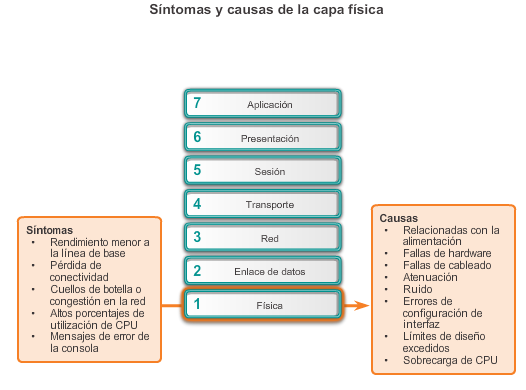 Síntomas y causas de la capa física
7 Aplicación
6 Presentación
5 Sesión
4 Transporte
3 Red
2 Enlace de datos
1 Física
Síntomas
• Rendimiento menor a
la línea de base
• Pérdida de
conectividad
• Cuellos de botella o
congestión en la red
• Altos porcentajes de
utilización de CPU
• Mensajes de error de
la consola
Causas
• Relacionadas con la
alimentación
• Fallas de hardware
• Fallas de cableado
• Atenuación
• Ruido
• Errores de
configuración de
interfaz
• Límites de diseño
excedidos
• Sobrecarga de CPU